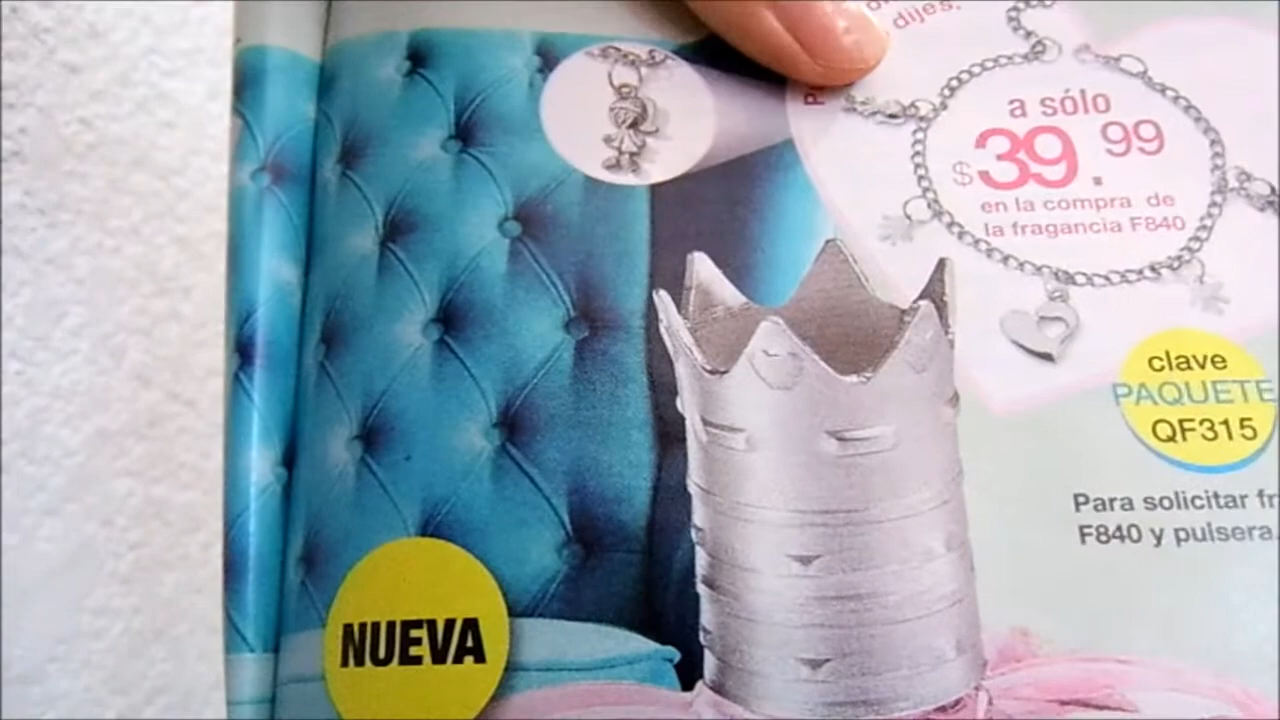 dijes.
a sólo
$39.99
en la compra de
la fragancia F840
clave
PAQUETE
QF315
Para solicitar
F840 y pulsera
NUEVA